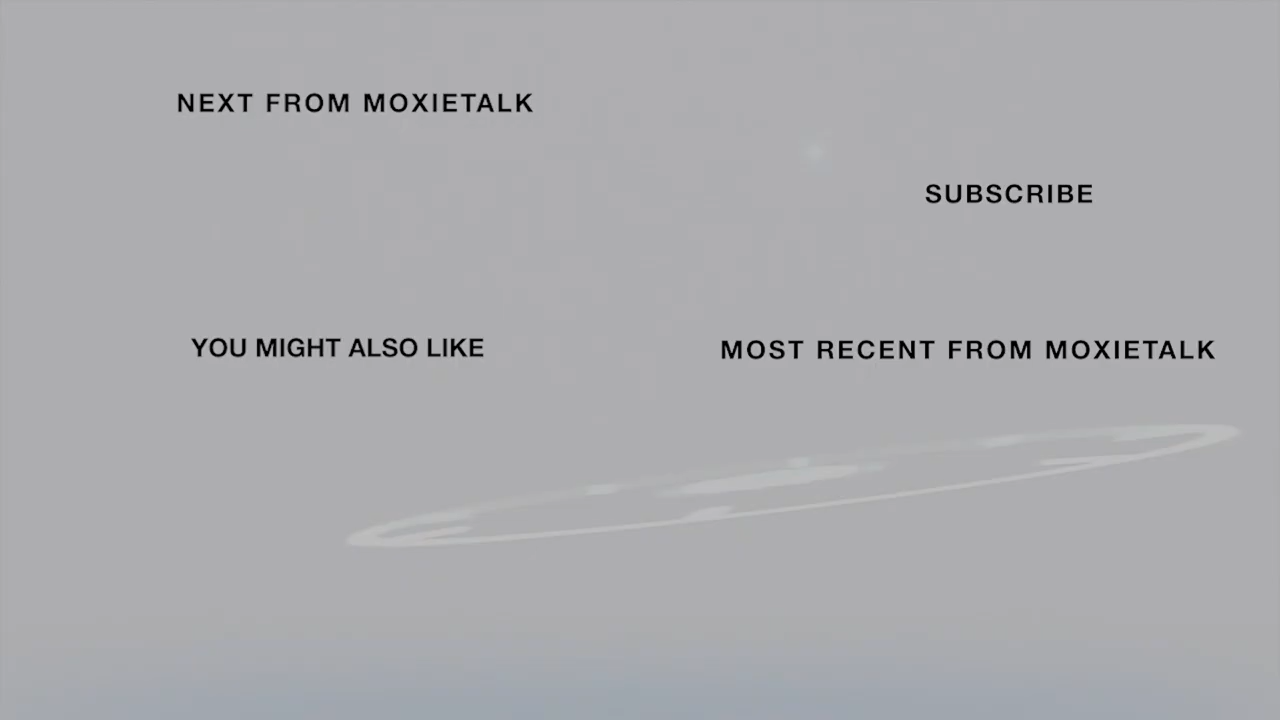 NEXT FROM MOXIETALK
SUBSCRIBE
YOU MIGHT ALSO LIKE
MOST RECENT FROM MOXIETALK